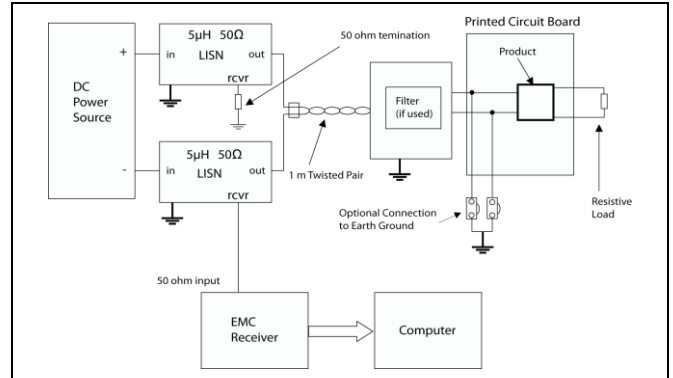 Printed Circuit Board
5µH 50Ω
in
out
LISN
rcvr
+
50 ohm temination
Product
DC
Power
Source
Filter
(if used)
5µH 50Ω
-
in
out
LISN
rcvr
1 m Twisted Pair
Optional Connection
to Earth Ground
Resistive
Load
50 ohm input
EMC
Receiver
Computer